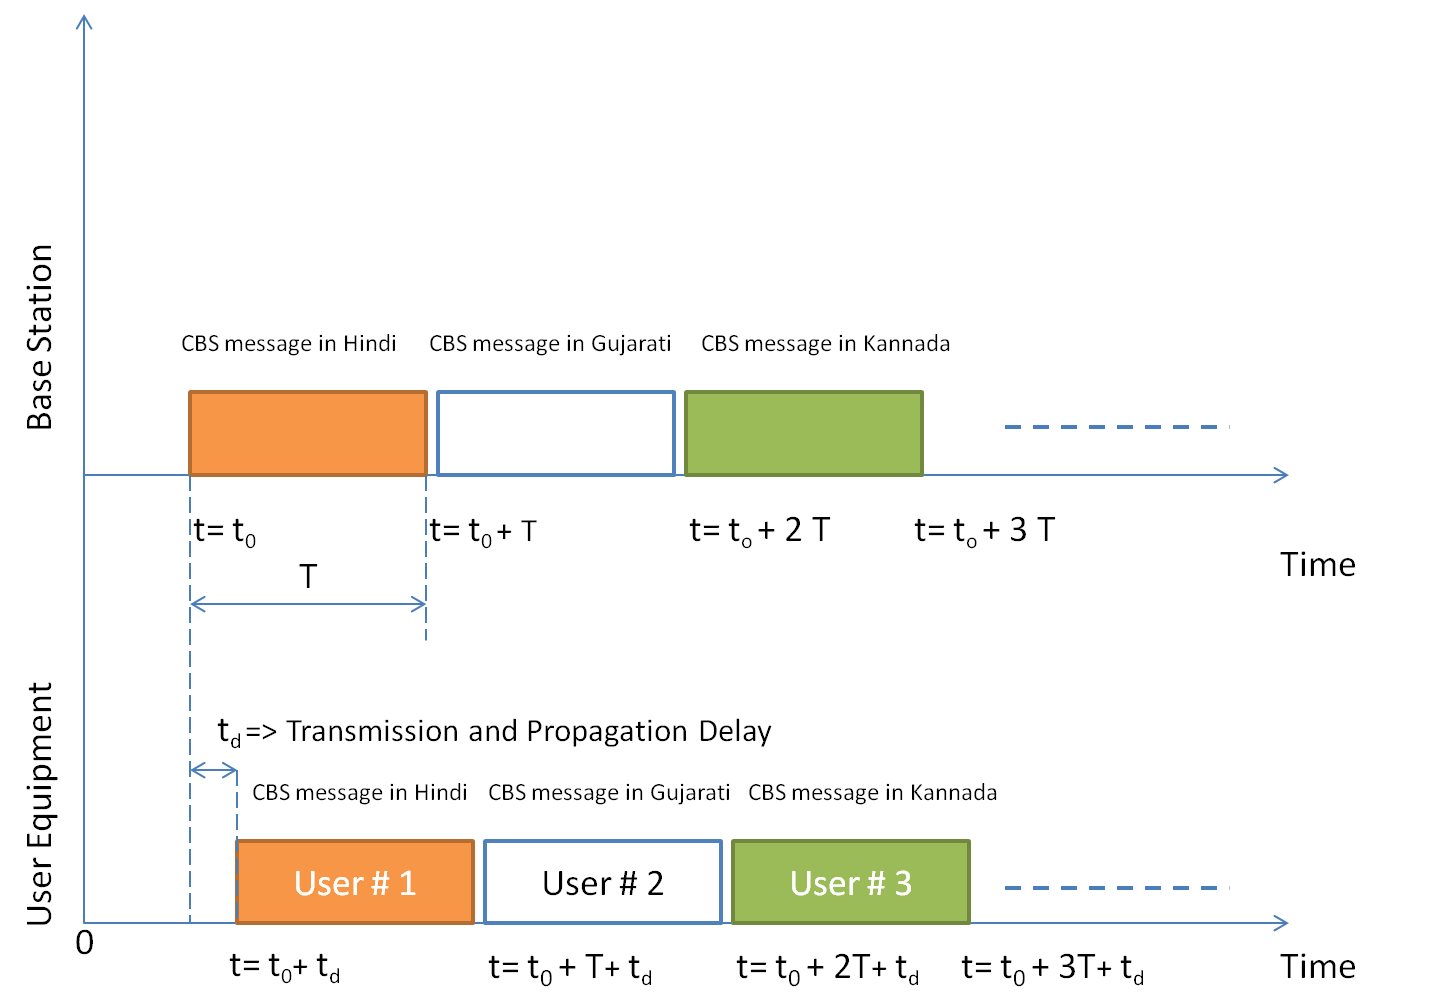 Base Station
CBS message in Hindi
CBS message in Gujarati
CBS message in Kannada
t= t0
t= t0 + T
t= to + 2 T
t= to + 3 T
Time
T
User Equipment
td => Transmission and Propagation Delay
CBS message in Hindi
CBS message in Gujarati
CBS message in Kannada
User # 1
User # 2
User # 3
0
t= t0+ td
t= t0 + T+ td
t= t0 + 2T+ td
t= t0 + 3T+ td
Time